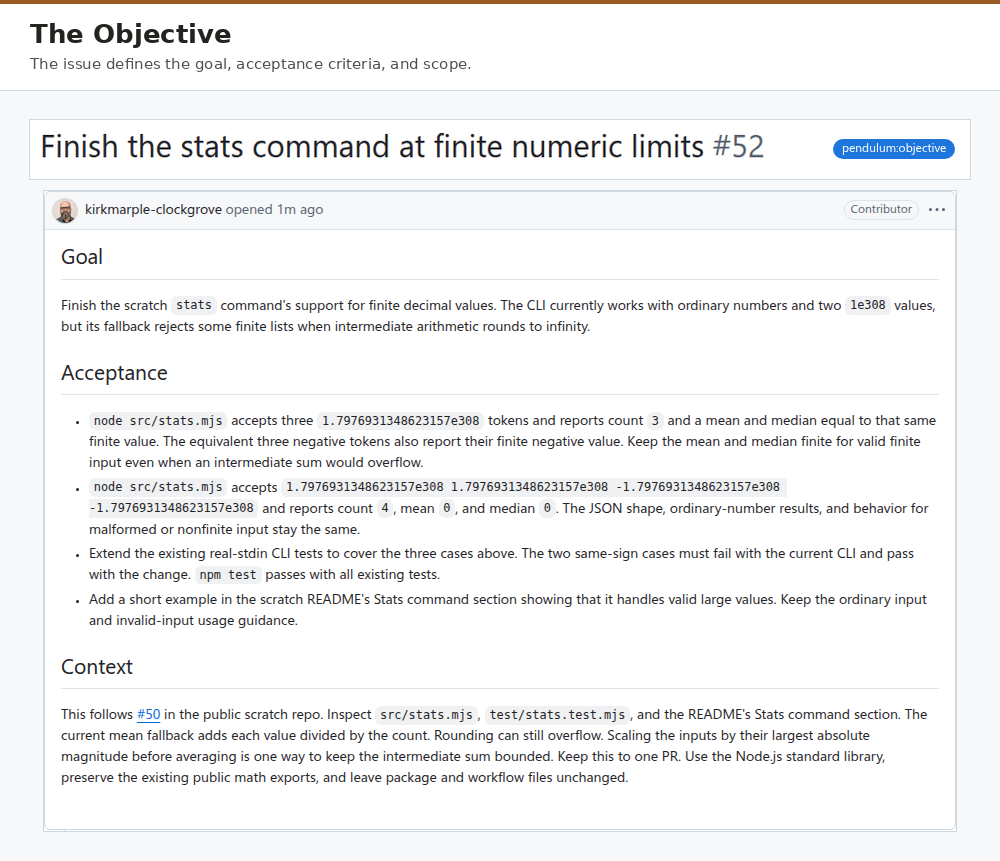 The Objective
The issue defines the goal, acceptance criteria, and scope.
Finish the stats command at finite numeric limits #52
pendulum:objective
kirkmarple-clockgrove opened 1m ago
Contributor
Goal
Finish the scratch stats command's support for finite decimal values. The CLI currently works with ordinary numbers and two 1e308 values,
but its fallback rejects some finite lists when intermediate arithmetic rounds to infinity.
Acceptance
• node src/stats.mjs accepts three 1.7976931348623157e308 tokens and reports count 3 and a mean and median equal to that same
finite value. The equivalent three negative tokens also report their finite negative value. Keep the mean and median finite for valid finite
input even when an intermediate sum would overflow.
• node src/stats.mjs accepts 1.7976931348623157e308 1.7976931348623157e308 -1.7976931348623157e308
-1.7976931348623157e308 and reports count 4, mean 0, and median 0. The JSON shape, ordinary-number results, and behavior for
malformed or nonfinite input stay the same.
• Extend the existing real-stdin CLI tests to cover the three cases above. The two same-sign cases must fail with the current CLI and pass
with the change. npm test passes with all existing tests.
• Add a short example in the scratch README's Stats command section showing that it handles valid large values. Keep the ordinary input
and invalid-input usage guidance.
Context
This follows #50 in the public scratch repo. Inspect src/stats.mjs, test/stats.test.mjs, and the README's Stats command section. The
current mean fallback adds each value divided by the count. Rounding can still overflow. Scaling the inputs by their largest absolute
magnitude before averaging is one way to keep the intermediate sum bounded. Keep this to one PR. Use the Node.js standard library,
preserve the existing public math exports, and leave package and workflow files unchanged.